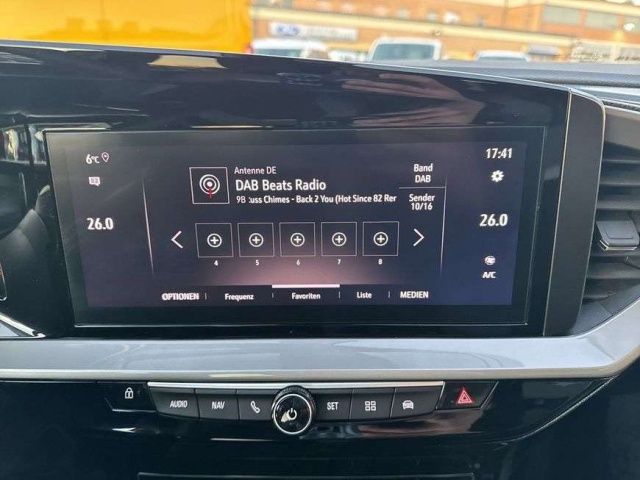 6°C
17:41
Antenne DE
DAB Beats Radio
9B :uss Chimes - Back 2 You (Hot Since 82 Rer
Band
DAB
Sender
10/16
26.0
26.0
4 5 6 7 8
A/C
OPTIONEN Frequenz Favoriten Liste MEDIEN
AUDIO NAV SET